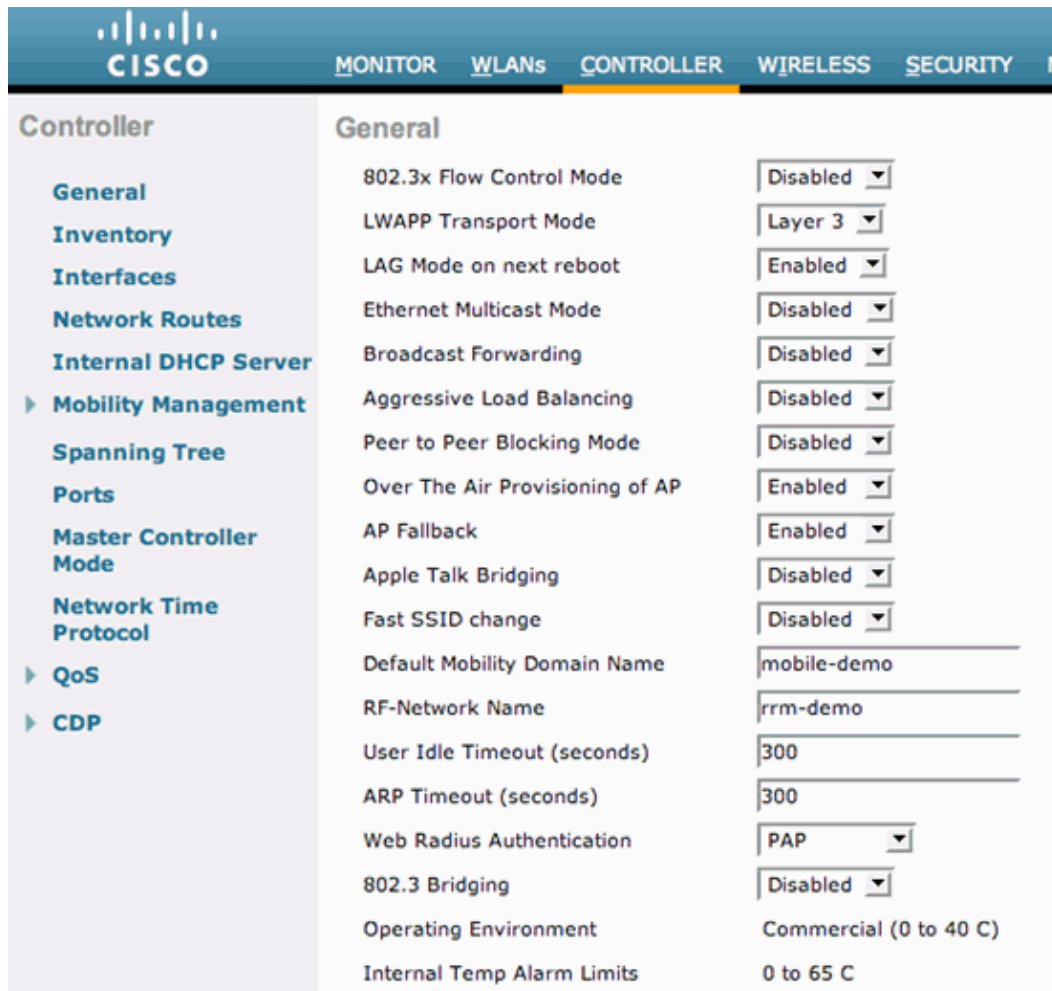 CISCO
MONITOR WLANs CONTROLLER WIRELESS SECURITY
Controller
General
Inventory
Interfaces
Network Routes
Internal DHCP Server
Mobility Management
Spanning Tree
Ports
Master Controller
Mode
Network Time
Protocol
QoS
CDP
General
802.3x Flow Control Mode Disabled
LWAPP Transport Mode Layer 3
LAG Mode on next reboot Enabled
Ethernet Multicast Mode Disabled
Broadcast Forwarding Disabled
Aggressive Load Balancing Disabled
Peer to Peer Blocking Mode Disabled
Over The Air Provisioning of AP Enabled
AP Fallback Enabled
Apple Talk Bridging Disabled
Fast SSID change Disabled
Default Mobility Domain Name mobile-demo
RF-Network Name rrm-demo
User Idle Timeout (seconds) 300
ARP Timeout (seconds) 300
Web Radius Authentication PAP
802.3 Bridging Disabled
Operating Environment Commercial (0 to 40 C)
Internal Temp Alarm Limits 0 to 65 C